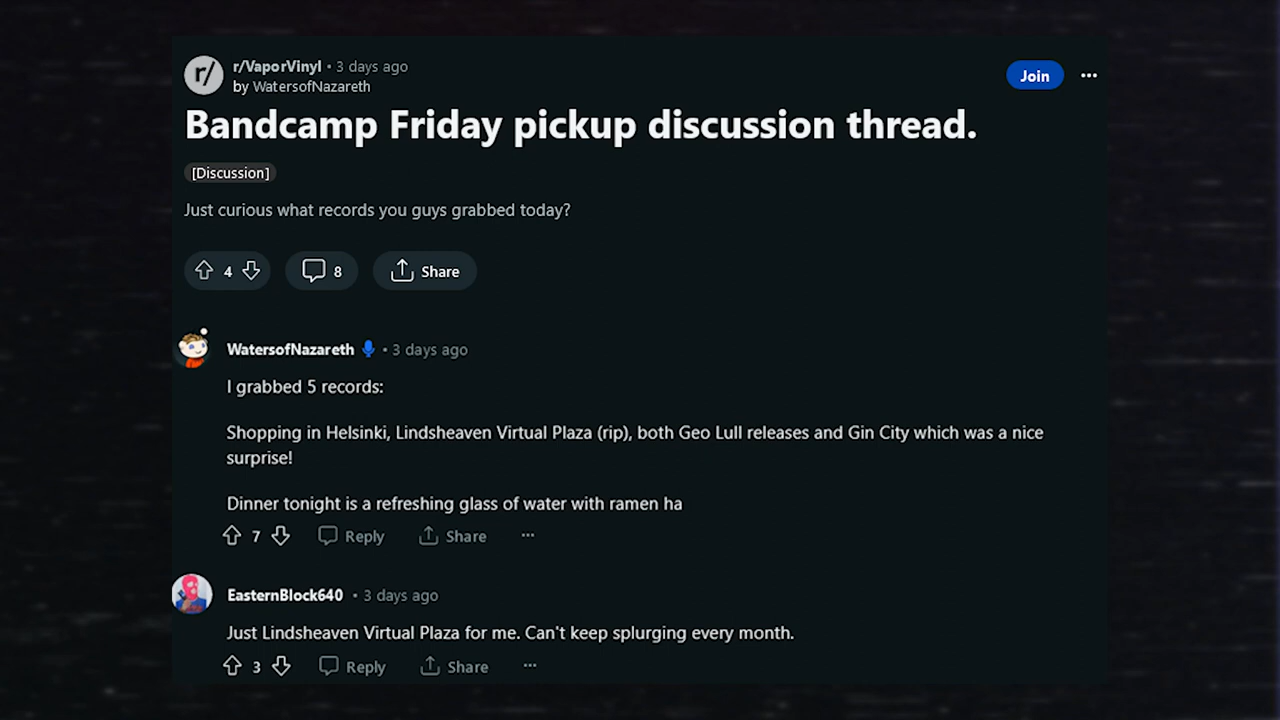 r/
r/VaporVinyl • 3 days ago
by WatersofNazareth
Join
Bandcamp Friday pickup discussion thread.
[Discussion]
Just curious what records you guys grabbed today?
4
8
Share
WatersofNazareth • 3 days ago
I grabbed 5 records:
Shopping in Helsinki, Lindsheaven Virtual Plaza (rip), both Geo Lull releases and Gin City which was a nice
surprise!
Dinner tonight is a refreshing glass of water with ramen ha
7 Reply Share
EasternBlock640 • 3 days ago
Just Lindsheaven Virtual Plaza for me. Can't keep splurging every month.
3 Reply Share